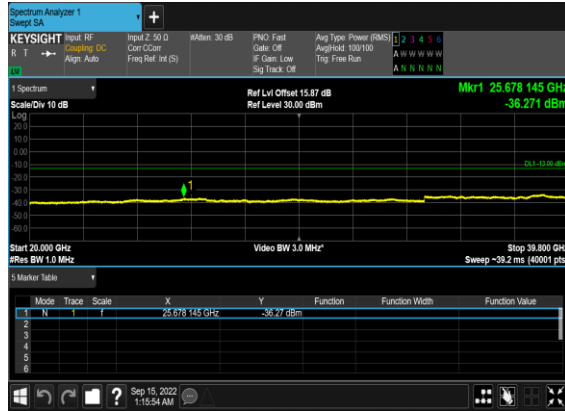 Spectrum Analyzer 1
Swept SA
+
KEYSIGHT Input: RF Input Z: 50 Ω #Atten: 30 dB PNO: Fast Avg Type: Power (RMS) 1 2 3 4 5 6
R T Coupling: DC Corr CCorr Gate: Off Avg|Hold: 100/100 A W W W W W
Align: Auto Freq Ref: Int (S) IF Gain: Low Trig: Free Run
LW Sig Track: Off A N N N N N
1 Spectrum
Scale/Div 10 dB
Ref Lvl Offset 15.87 dB
Ref Level 30.00 dBm
Mkr1 25.678 145 GHz
-36.271 dBm
Log
20.0
10.0
0.00
-10.0
DL1 -13.00 dBm
-20.0
-30.0
1
-40.0
-50.0
-60.0
Start 20.000 GHz Video BW 3.0 MHz* Stop 39.800 GHz
#Res BW 1.0 MHz Sweep ~39.2 ms (40001 pts)
5 Marker Table
Mode Trace Scale X Y Function Function Width Function Value
1 N 1 f 25.678 145 GHz -36.27 dBm
2
3
4
5
6
? Sep 15, 2022
1:15:54 AM